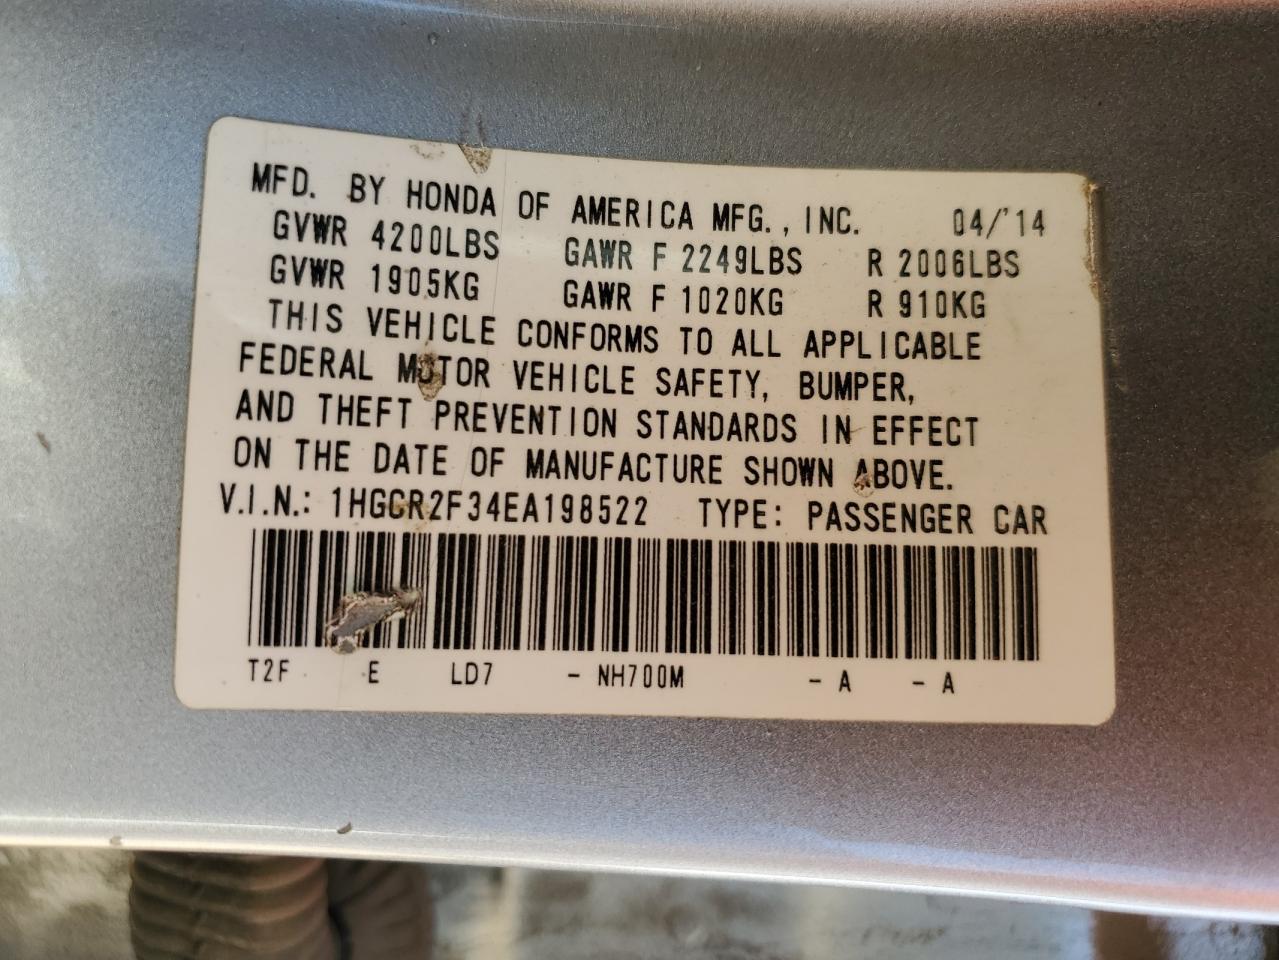 MFD. BY HONDA OF AMERICA MFG., INC. 04/'14
GVWR 4200LBS GAWR F 2249LBS R 2006LBS
GVWR 1905KG GAWR F 1020KG R 910KG
THIS VEHICLE CONFORMS TO ALL APPLICABLE
FEDERAL MOTOR VEHICLE SAFETY, BUMPER,
AND THEFT PREVENTION STANDARDS IN EFFECT
ON THE DATE OF MANUFACTURE SHOWN ABOVE.
V.I.N.: 1HGCR2F34EA198522 TYPE: PASSENGER CAR
T2F E LD7 - NH700M - A - A